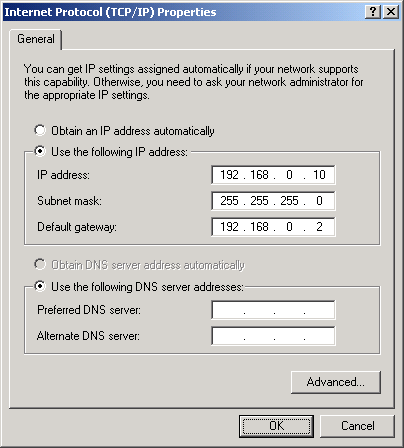 Internet Protocol (TCP/IP) Properties
General
You can get IP settings assigned automatically if your network supports
this capability. Otherwise, you need to ask your network administrator for
the appropriate IP settings.
Obtain an IP address automatically
Use the following IP address:
IP address: 192 . 168 . 0 . 10
Subnet mask: 255 . 255 . 255 . 0
Default gateway: 192 . 168 . 0 . 2
Obtain DNS server address automatically
Use the following DNS server addresses:
Preferred DNS server: . . .
Alternate DNS server: . . .
Advanced...
OK Cancel